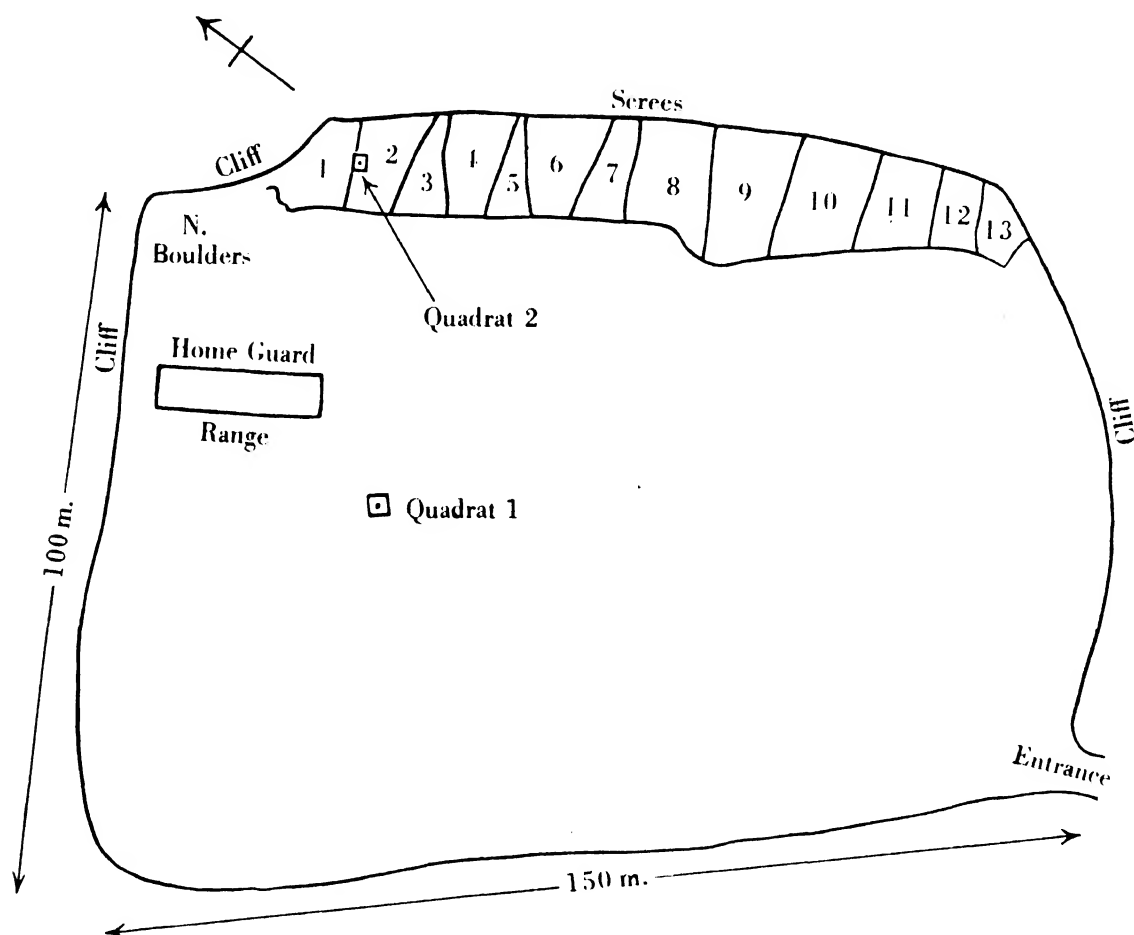 Screes
Cliff
1 2 3 4 5 6 7 8 9 10 11 12 13
N.
Boulders
Quadrat 2
Cliff
Home Guard
Range
Cliff
Quadrat 1
100 m.
Entrance
150 m.